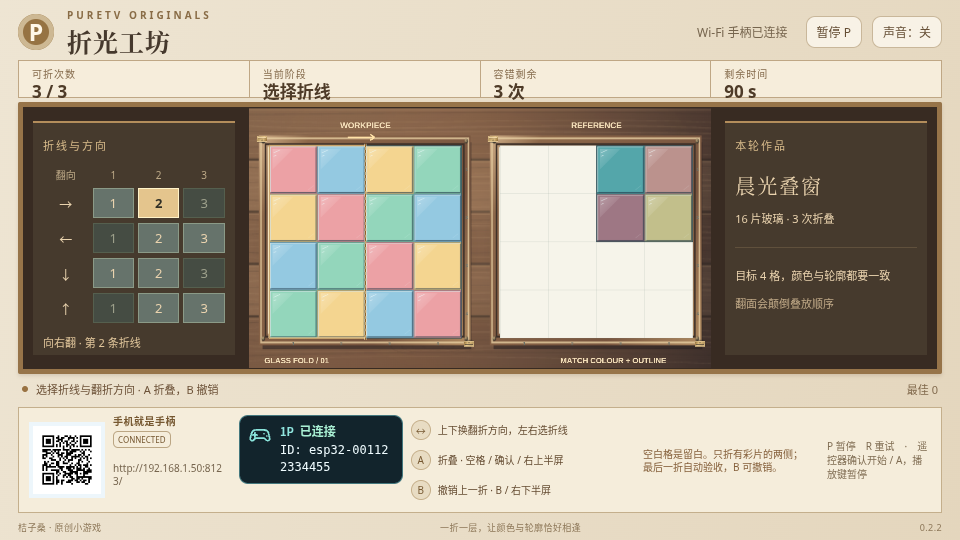 P
PURETV ORIGINALS
折光工坊
Wi-Fi 手柄已连接
暂停 P
声音：关
可折次数
3 / 3
当前阶段
选择折线
容错剩余
3 次
剩余时间
90 s
折线与方向
翻向 1 2 3
→ 1 2 3
← 1 2 3
↓ 1 2 3
↑ 1 2 3
向右翻 · 第 2 条折线
WORKPIECE
REFERENCE
GLASS FOLD / 01
MATCH COLOUR + OUTLINE
本轮作品
晨光叠窗
16 片玻璃 · 3 次折叠
目标 4 格，颜色与轮廓都要一致
翻面会颠倒叠放顺序
选择折线与翻折方向 · A 折叠，B 撤销
最佳 0
手机就是手柄
CONNECTED
http://192.168.1.50:812
3/
1P 已连接
ID: esp32-00112
2334455
↔ 上下换翻折方向，左右选折线
A 折叠 · 空格 / 确认 / 右上半屏
B 撤销上一折 · B / 右下半屏
空白格是留白。只折有彩片的两侧；
最后一折自动验收，B 可撤销。
P 暂停 R 重试 · 遥
控器确认开始 / A，播
放键暂停
桔子桑 · 原创小游戏
一折一层，让颜色与轮廓恰好相逢
0.2.2